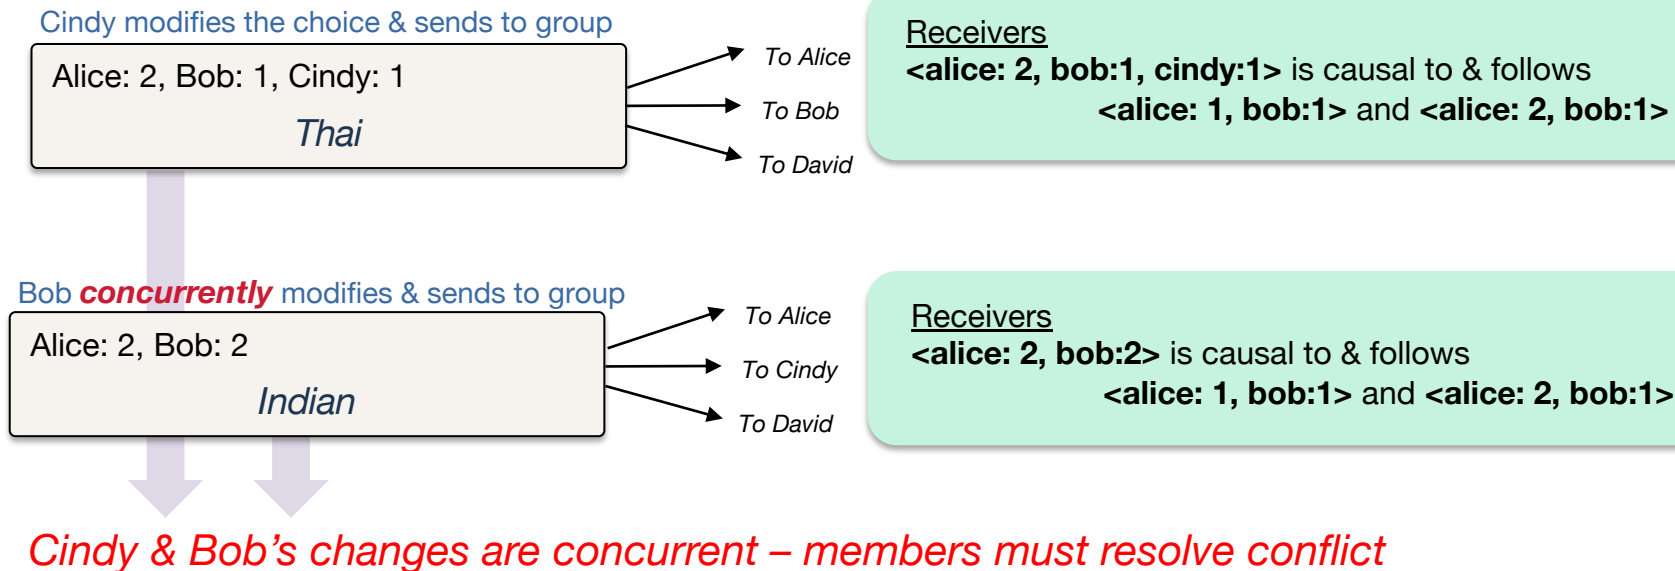 Cindy modifies the choice & sends to group
Alice: 2, Bob: 1, Cindy: 1
Thai
To Alice
To Bob
To David
Receivers
<alice: 2, bob:1, cindy:1> is causal to & follows
<alice: 1, bob:1> and <alice: 2, bob:1>
Bob concurrently modifies & sends to group
Alice: 2, Bob: 2
Indian
To Alice
To Cindy
To David
Receivers
<alice: 2, bob:2> is causal to & follows
<alice: 1, bob:1> and <alice: 2, bob:1>
Cindy & Bob’s changes are concurrent – members must resolve conflict